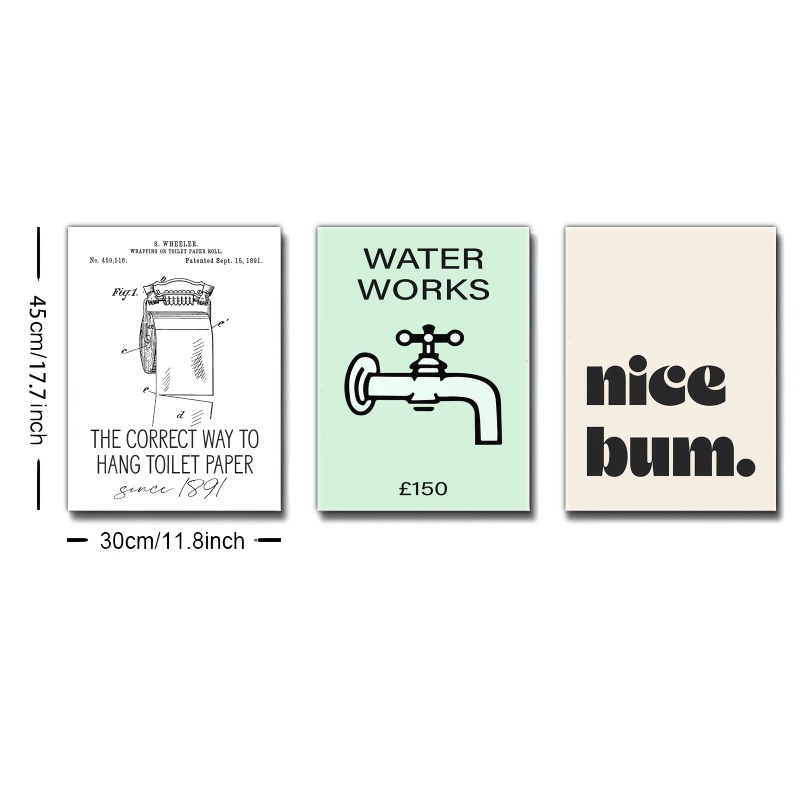 S. WHEELER.
WRAPPING OR TOILET PAPER ROLL.
No. 459,516.
Patented Sept. 15, 1891.
Fig.1.
b
a
e'
c
e
d
THE CORRECT WAY TO
HANG TOILET PAPER
since 1891
WATER
WORKS
£150
nice
bum.
45cm/17.7inch
30cm/11.8inch